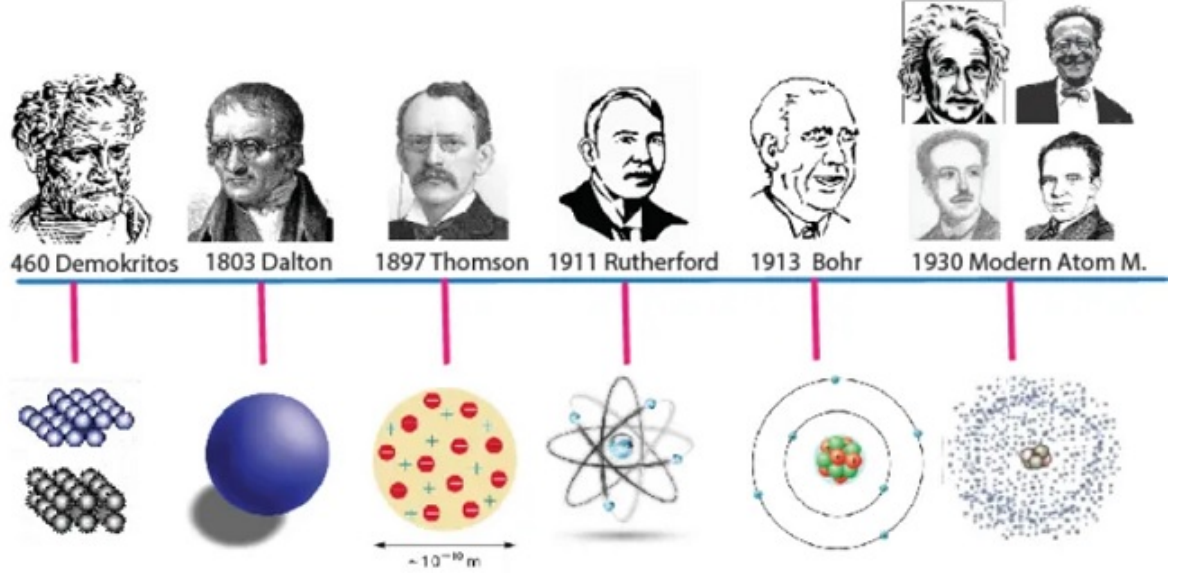 460 Demokritos
1803 Dalton
1897 Thomson
1911 Rutherford
1913 Bohr
1930 Modern Atom M.
~10⁻¹⁰ m